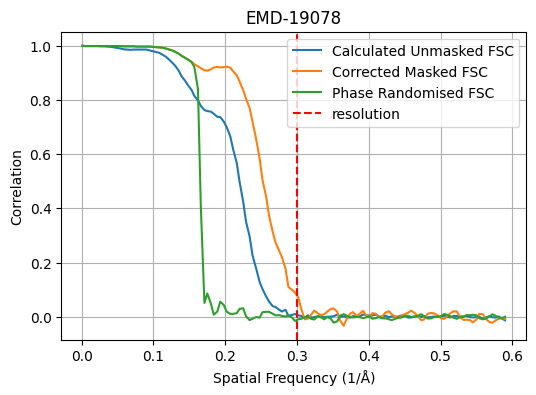 EMD-19078
1.0
0.8
0.6
0.4
0.2
0.0
Correlation
Calculated Unmasked FSC
Corrected Masked FSC
Phase Randomised FSC
resolution
0.0 0.1 0.2 0.3 0.4 0.5 0.6
Spatial Frequency (1/Å)